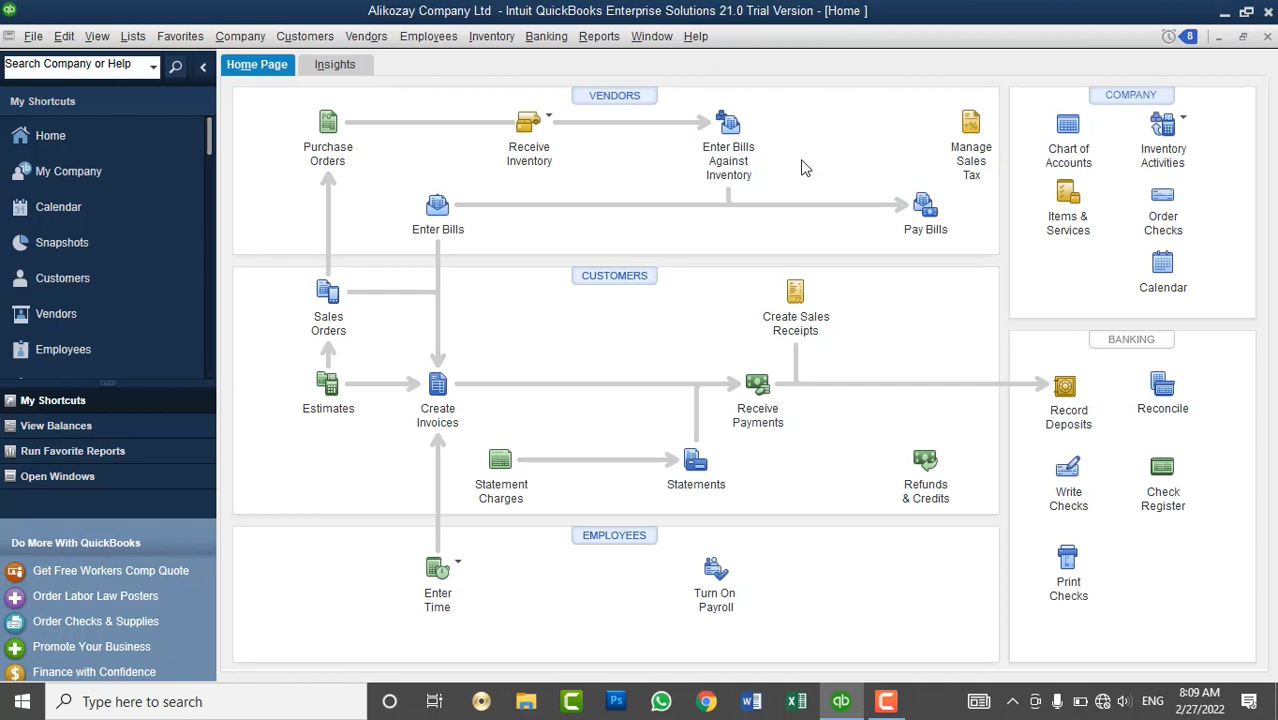 Alikozay Company Ltd - Intuit QuickBooks Enterprise Solutions 21.0 Trial Version - [Home ]
File Edit View Lists Favorites Company Customers Vendors Employees Inventory Banking Reports Window Help
8
Search Company or Help
My Shortcuts
Home
My Company
Calendar
Snapshots
Customers
Vendors
Employees
My Shortcuts
View Balances
Run Favorite Reports
Open Windows
Do More With QuickBooks
Get Free Workers Comp Quote
Order Labor Law Posters
Order Checks & Supplies
Promote Your Business
Finance with Confidence
Home Page
Insights
VENDORS
Purchase
Orders
Receive
Inventory
Enter Bills
Against
Inventory
Manage
Sales
Tax
Enter Bills
Pay Bills
CUSTOMERS
Sales
Orders
Create Sales
Receipts
Estimates
Create
Invoices
Receive
Payments
Statement
Charges
Statements
Refunds
& Credits
EMPLOYEES
Enter
Time
Turn On
Payroll
COMPANY
Chart of
Accounts
Inventory
Activities
Items &
Services
Order
Checks
Calendar
BANKING
Record
Deposits
Reconcile
Write
Checks
Check
Register
Print
Checks
Type here to search
ENG
8:09 AM
2/27/2022